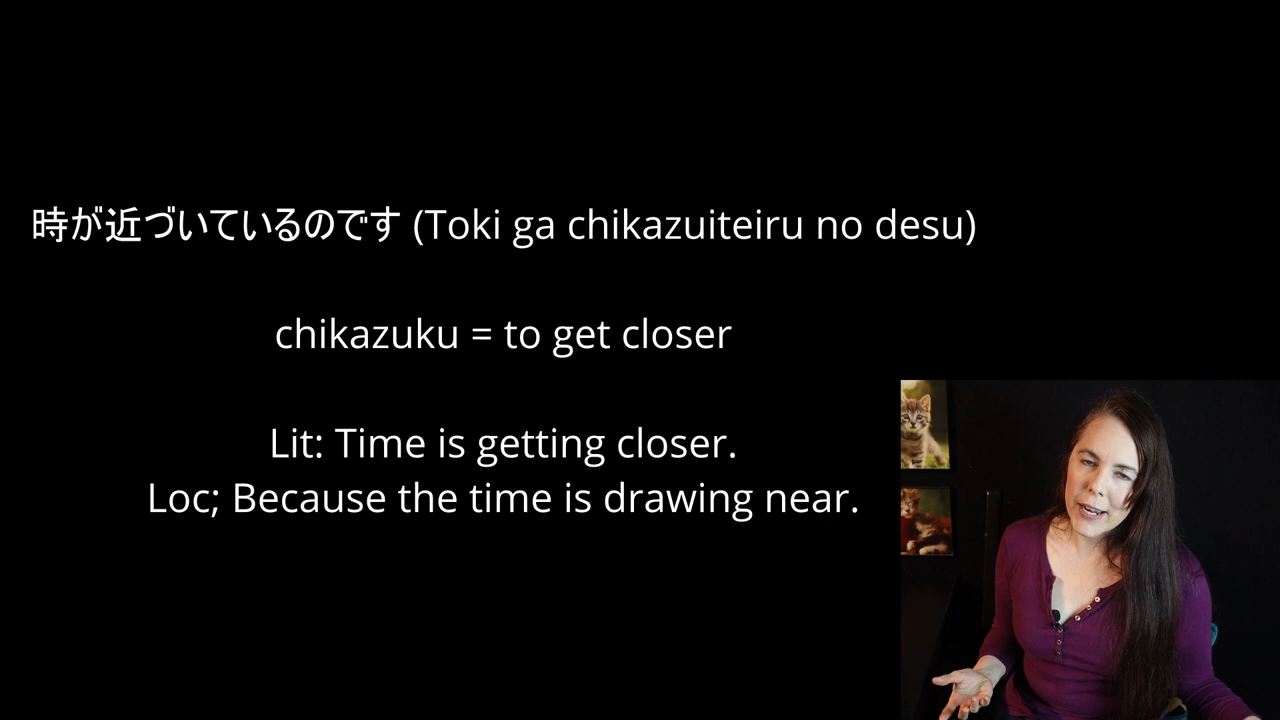 時が近づいているのです (Toki ga chikazuiteiru no desu)
chikazuku = to get closer
Lit: Time is getting closer.
Loc; Because the time is drawing near.